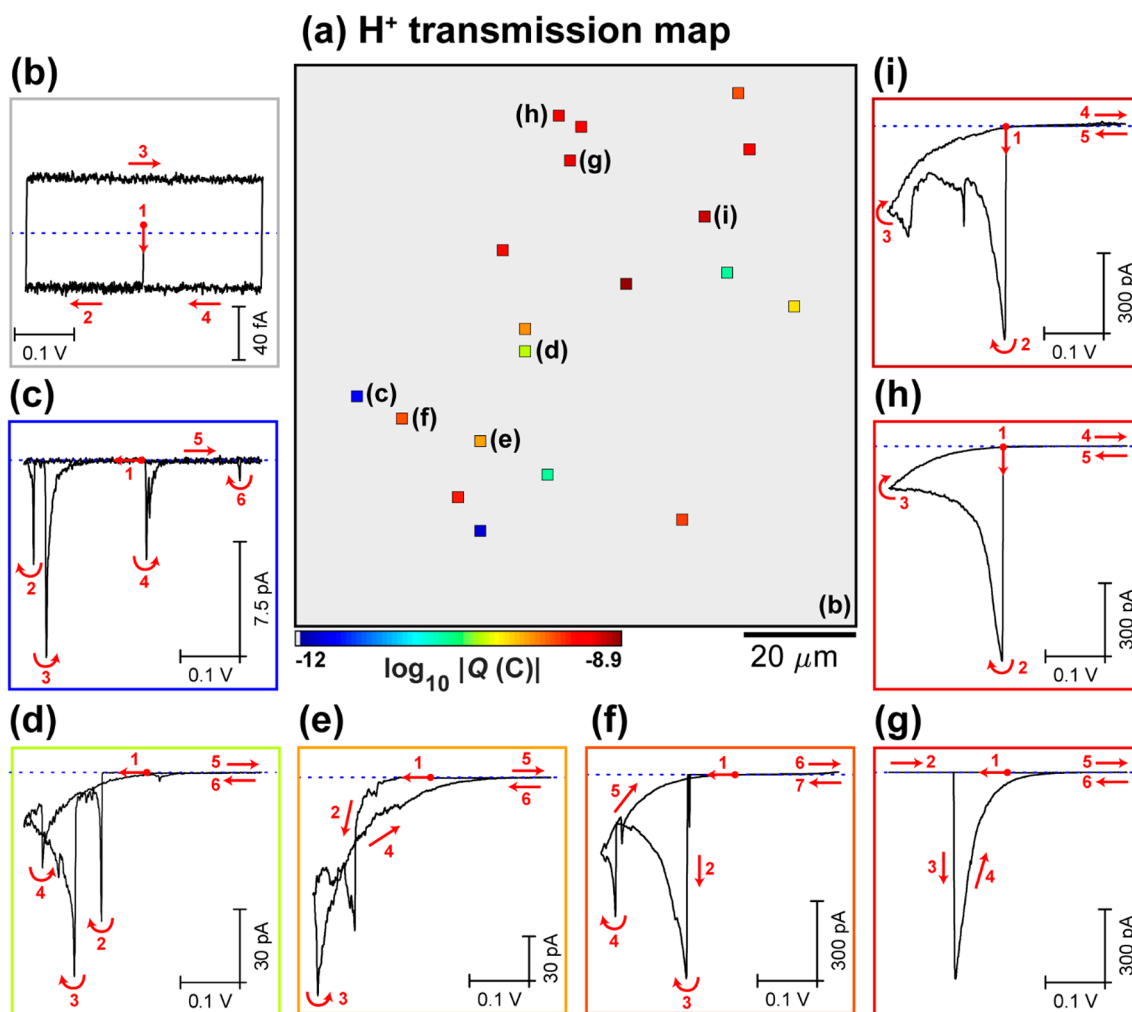 (a) H⁺ transmission map
(b)
3
1
2
4
0.1 V
40 fA
(h)
(g)
(i)
(d)
(c)
(f)
(e)
(b)
-12
-8.9
log₁₀ |Q (C)|
20 μm
(i)
4
5
1
3
2
300 pA
0.1 V
(c)
5
1
6
2
4
3
7.5 pA
0.1 V
(h)
1
4
5
3
2
300 pA
0.1 V
(d)
1
5
6
4
2
3
30 pA
0.1 V
(e)
1
5
6
2
4
3
30 pA
0.1 V
(f)
1
6
7
5
2
4
3
300 pA
0.1 V
(g)
2
1
5
6
3
4
300 pA
0.1 V